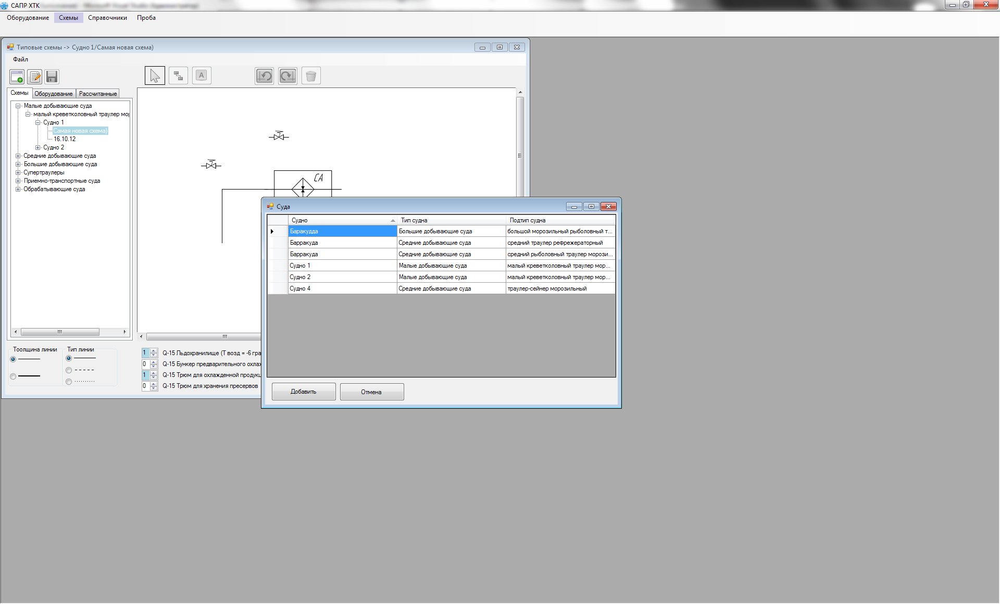 САПР ХТК
Оборудование Схемы Справочники Проба
Типовые схемы -> Судно 1/Самая новая схема)
Файл
A
Схемы Оборудование Рассчитанные
Малые добывающие суда
малый креветколовный траулер мор
Судно 1
Самая новая схема)
16.10.12
Судно 2
Средние добывающие суда
Большие добывающие суда
Супертраулеры
Приемно-транспортные суда
Обрабатывающие суда
СА
Тоолщина линии Тип линии
1 Q-15 Льдохранилище (Т возд = -6 гра
0 Q-15 Бункер предварительного охлаж
1 Q-15 Трюм для охлажденной продукц
0 Q-15 Трюм для хранения пресервов
Суда
Судно Тип судна Подтип судна
Баракудда Большие добывающие суда большой морозильный рыболовный т...
Барракуда Средние добывающие суда средний траулер рефрежераторный
Барракуда Средние добывающие суда средний рыболовный траулер морози...
Судно 1 Малые добывающие суда малый креветколовный траулер мор...
Судно 2 Малые добывающие суда малый креветколовный траулер мор...
Судно 4 Средние добывающие суда траулер-сейнер морозильный
Добавить Отмена